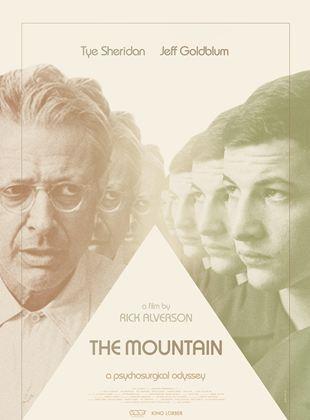 Tye Sheridan Jeff Goldblum
a film by
RICK ALVERSON
THE MOUNTAIN
a psychosurgical odyssey
KINO LORBER